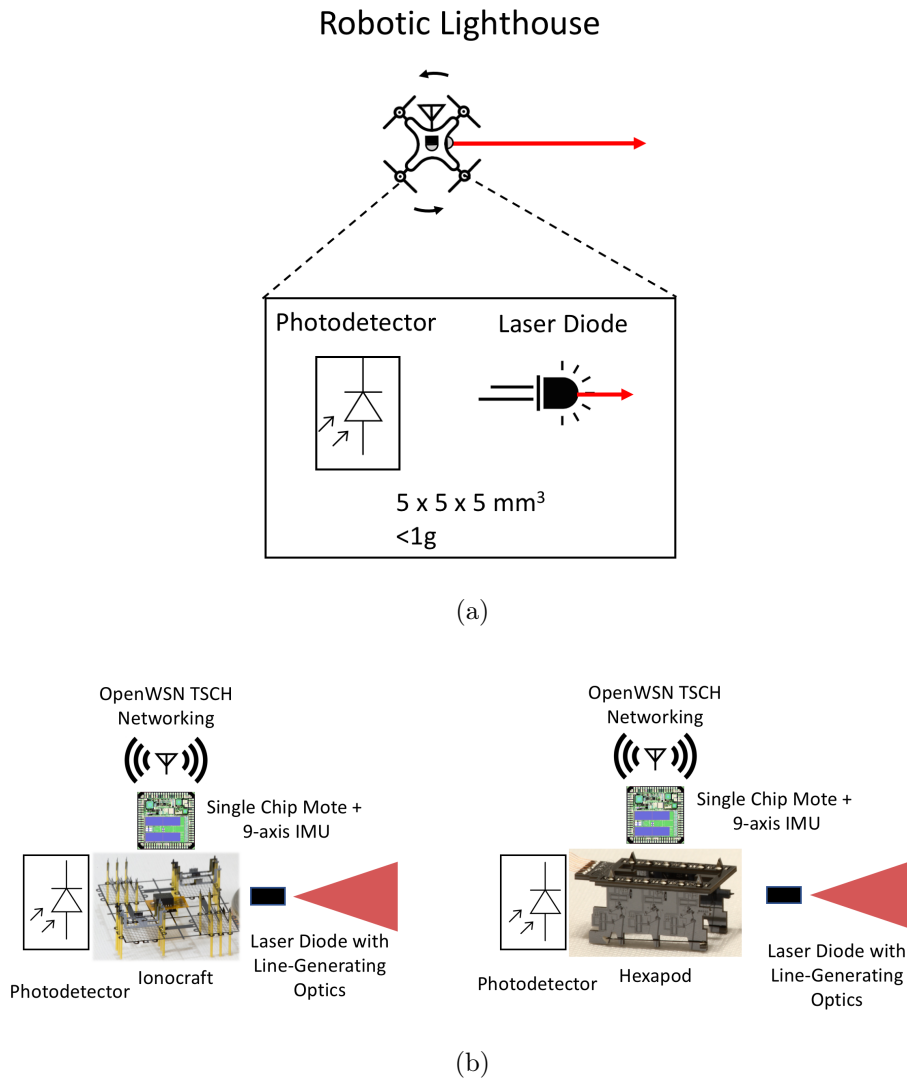 Robotic Lighthouse
Photodetector
Laser Diode
5 x 5 x 5 mm³
<1g
(a)
OpenWSN TSCH
Networking
Single Chip Mote +
9-axis IMU
Ionocraft
Photodetector
Laser Diode with
Line-Generating
Optics
OpenWSN TSCH
Networking
Single Chip Mote +
9-axis IMU
Hexapod
Photodetector
Laser Diode with
Line-Generating
Optics
(b)